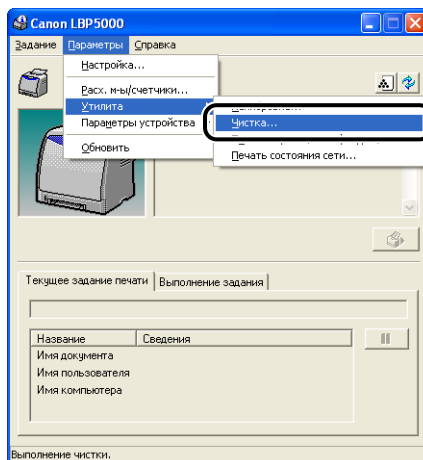 Canon LBP5000
Задание Параметры Справка
Настройка...
Расх. м-ы/счетчики...
Утилита
Параметры устройства
Обновить
Чистка...
Печать состояния сети...
Текущее задание печати Выполнение задания
Название Сведения
Имя документа
Имя пользователя
Имя компьютера
Выполнение чистки.